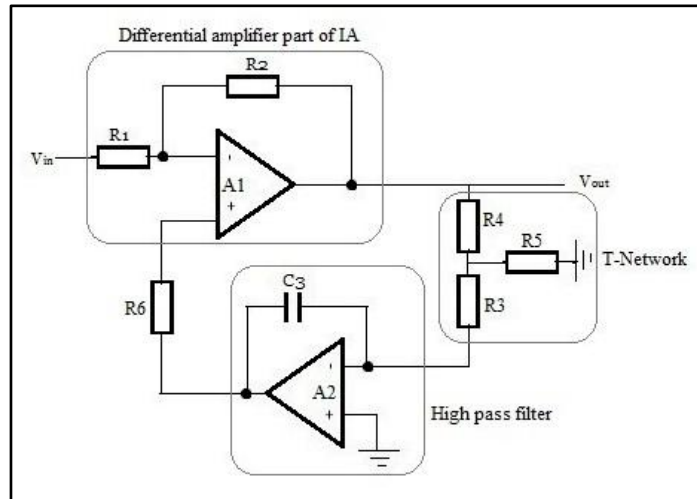 Differential amplifier part of IA
R2
R1
Vin
-
A1
+
Vout
R4
R5
T-Network
R3
C3
R6
-
A2
+
High pass filter